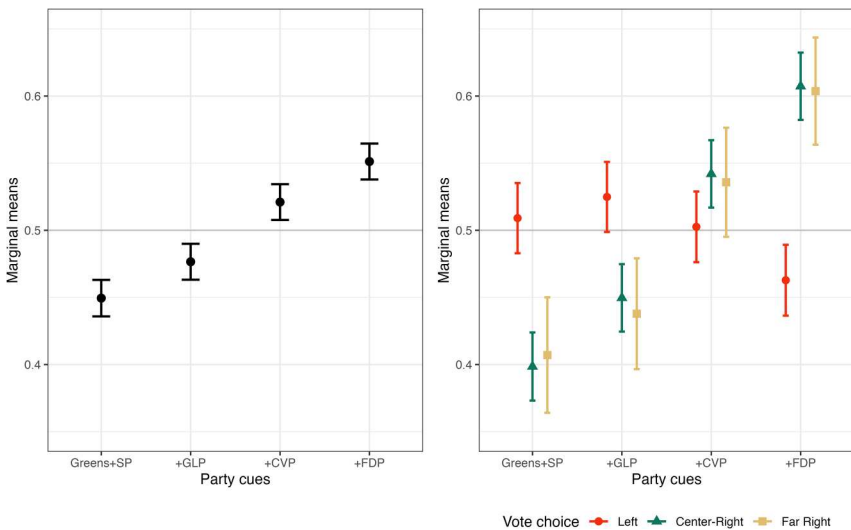 Marginal means
0.6
0.5
0.4
Greens+SP +GLP +CVP +FDP
Party cues
Marginal means
0.6
0.5
0.4
Greens+SP +GLP +CVP +FDP
Party cues
Vote choice Left Center-Right Far Right